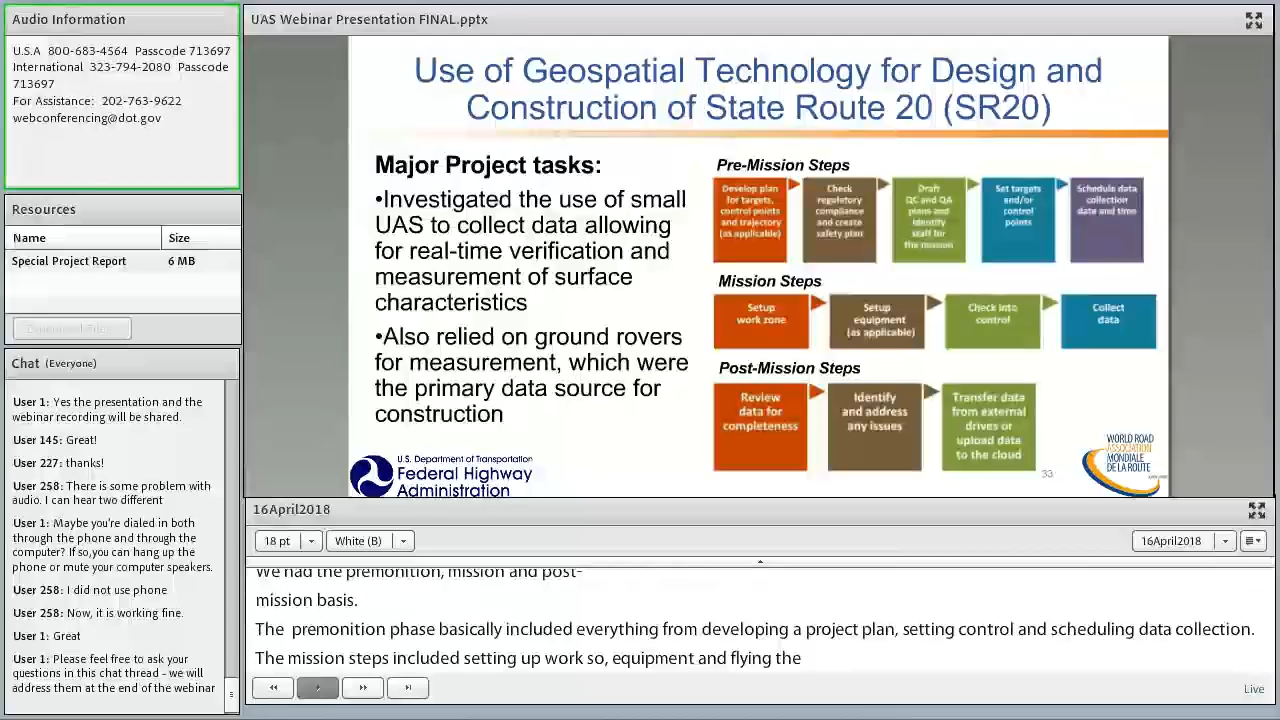 Audio Information
U.S.A 800-683-4564 Passcode 713697
International 323-794-2080 Passcode
713697
For Assistance: 202-763-9622
webconferencing@dot.gov
Resources
Name Size
Special Project Report 6 MB
Download File
Chat (Everyone)
User 1: Yes the presentation and the
webinar recording will be shared.
User 145: Great!
User 227: thanks!
User 258: There is some problem with
audio. I can hear two different
User 1: Maybe you're dialed in both
through the phone and through the
computer? If so,you can hang up the
phone or mute your computer speakers.
User 258: I did not use phone
User 258: Now, it is working fine.
User 1: Great
User 1: Please feel free to ask your
questions in this chat thread - we will
address them at the end of the webinar
UAS Webinar Presentation FINAL.pptx
Use of Geospatial Technology for Design and
Construction of State Route 20 (SR20)
Major Project tasks:
•Investigated the use of small
UAS to collect data allowing
for real-time verification and
measurement of surface
characteristics
•Also relied on ground rovers
for measurement, which were
the primary data source for
construction
Pre-Mission Steps
Develop plan
for targets,
control points
and trajectory
(as applicable)
Check
regulatory
compliance
and create
safety plan
Draft
QC and QA
plans and
identify
staff for
the mission
Set targets
and/or
control
points
Schedule data
collection
date and time
Mission Steps
Setup
work zone
Setup
equipment
(as applicable)
Check into
control
Collect
data
Post-Mission Steps
Review
data for
completeness
Identify
and address
any issues
Transfer data
from external
drives or
upload data
to the cloud
U.S. Department of Transportation
Federal Highway
Administration
33
WORLD ROAD
ASSOCIATION
MONDIALE
DE LA ROUTE
16April2018
18 pt White (B) 16April2018
We had the premonition, mission and post-
mission basis.
The premonition phase basically included everything from developing a project plan, setting control and scheduling data collection.
The mission steps included setting up work so, equipment and flying the
Live